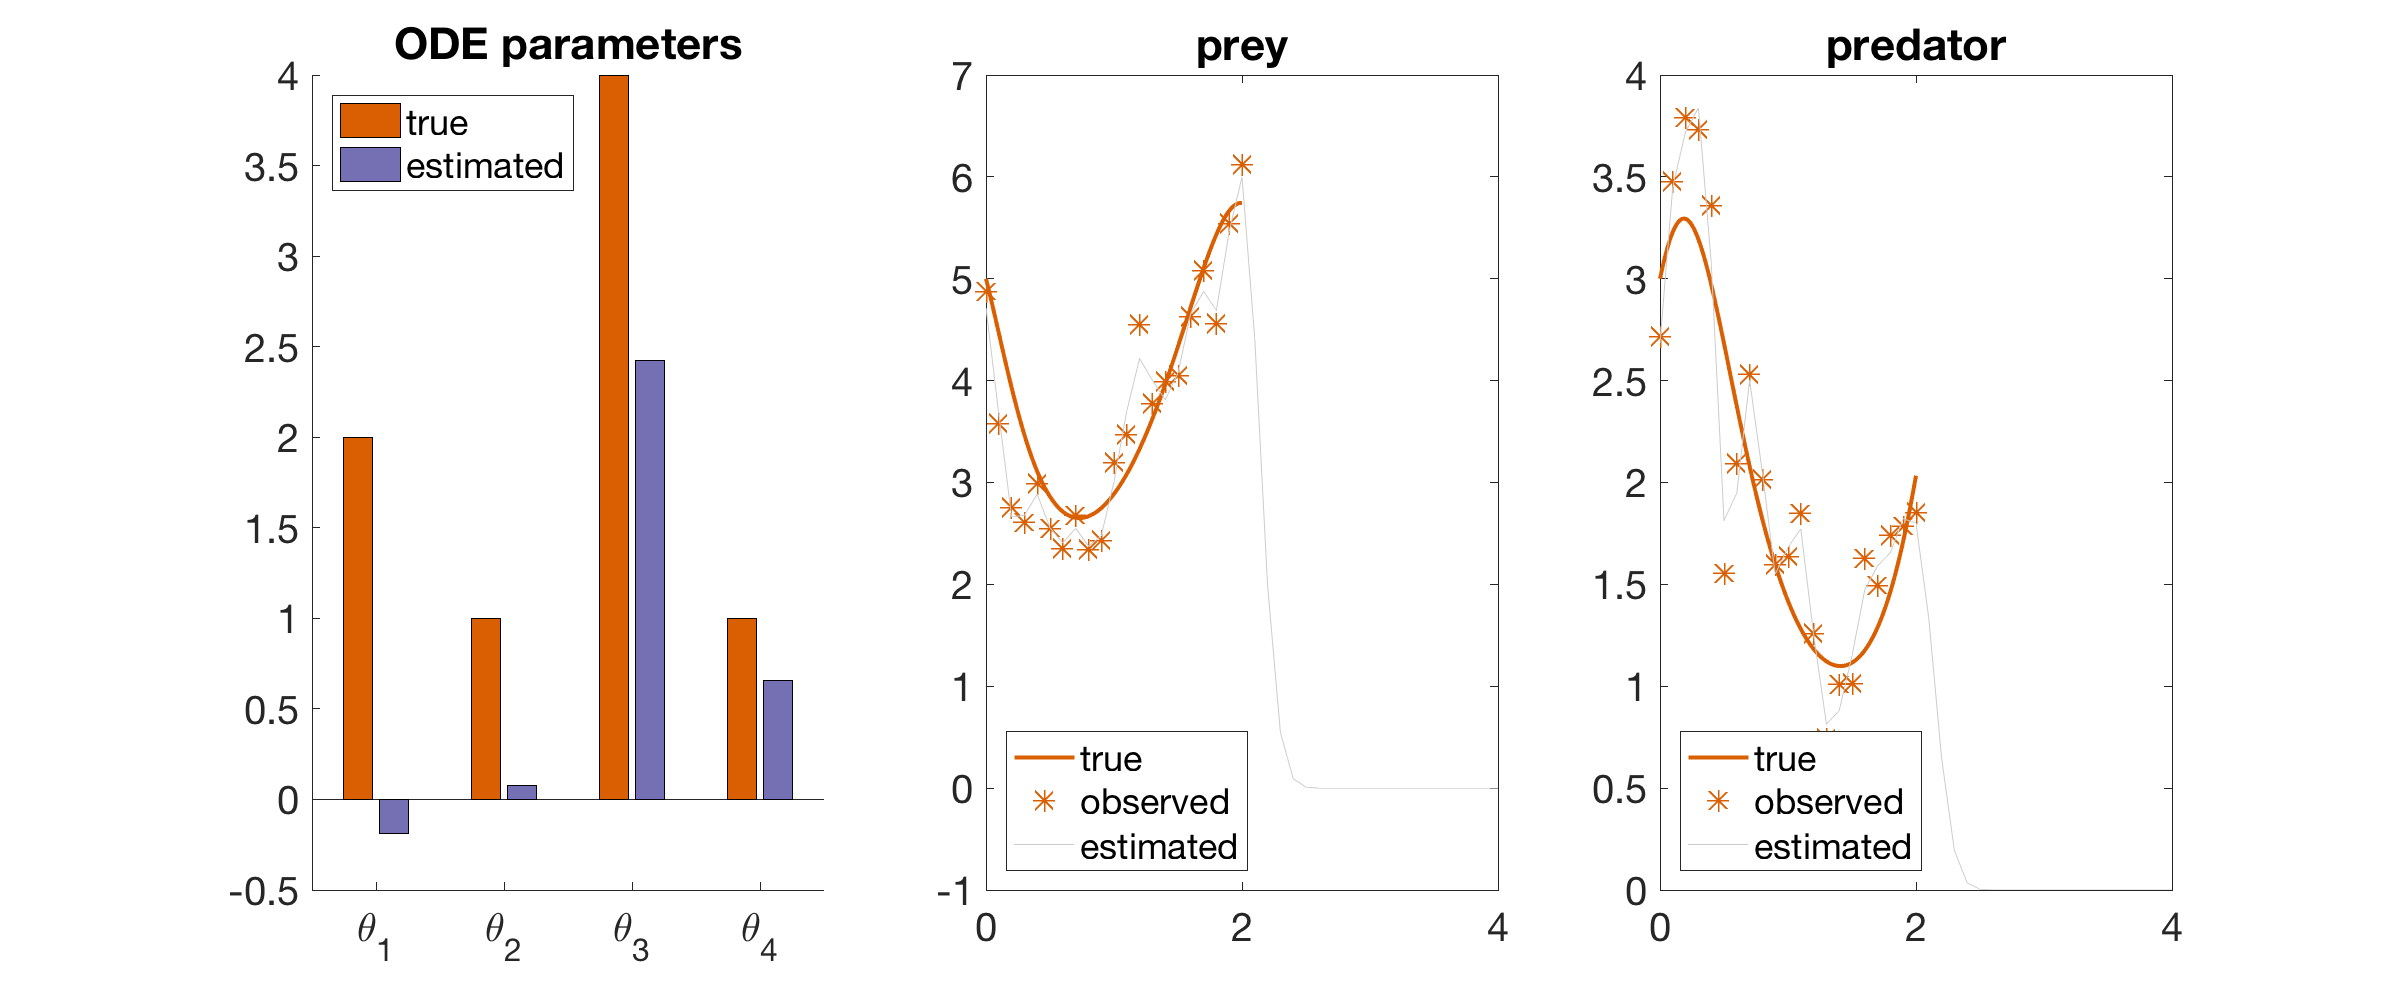 ODE parameters
4
3.5
3
2.5
2
1.5
1
0.5
0
-0.5
true
estimated
θ1
θ2
θ3
θ4
prey
7
6
5
4
3
2
1
0
-1
true
observed
estimated
0 2 4
predator
4
3.5
3
2.5
2
1.5
1
0.5
0
true
observed
estimated
0 2 4